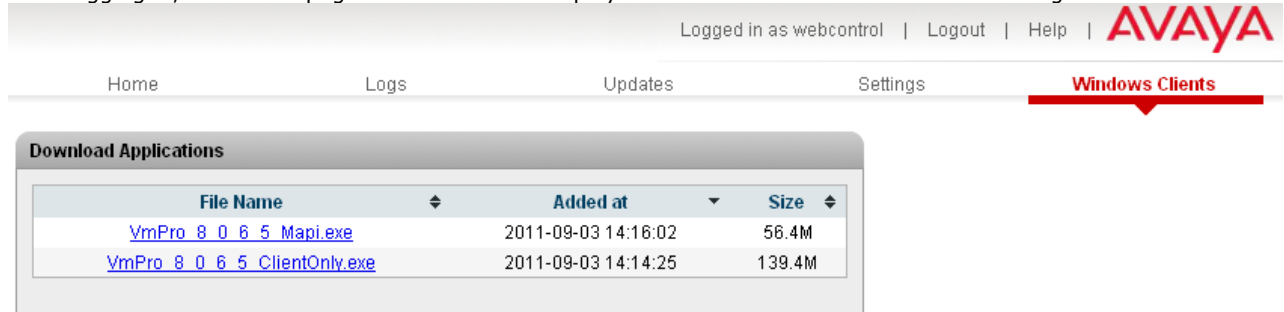 Logged in as webcontrol | Logout | Help | AVAYA
Home Logs Updates Settings Windows Clients
Download Applications
File Name Added at Size
VmPro_8_0_6_5_Mapi.exe 2011-09-03 14:16:02 56.4M
VmPro_8_0_6_5_ClientOnly.exe 2011-09-03 14:14:25 139.4M